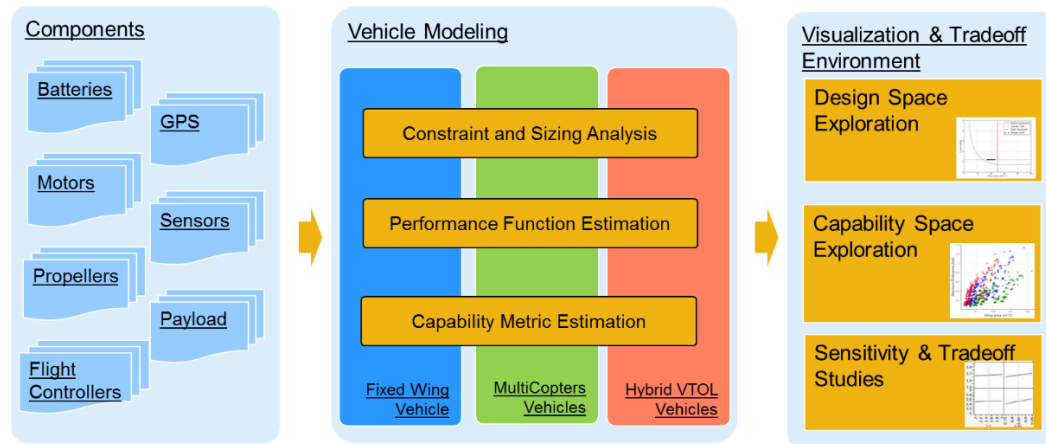 Components
Batteries
GPS
Motors
Sensors
Propellers
Payload
Flight
Controllers
Vehicle Modeling
Constraint and Sizing Analysis
Performance Function Estimation
Capability Metric Estimation
Fixed Wing
Vehicle
MultiCopters
Vehicles
Hybrid VTOL
Vehicles
Visualization & Tradeoff
Environment
Design Space
Exploration
Capability Space
Exploration
Sensitivity & Tradeoff
Studies